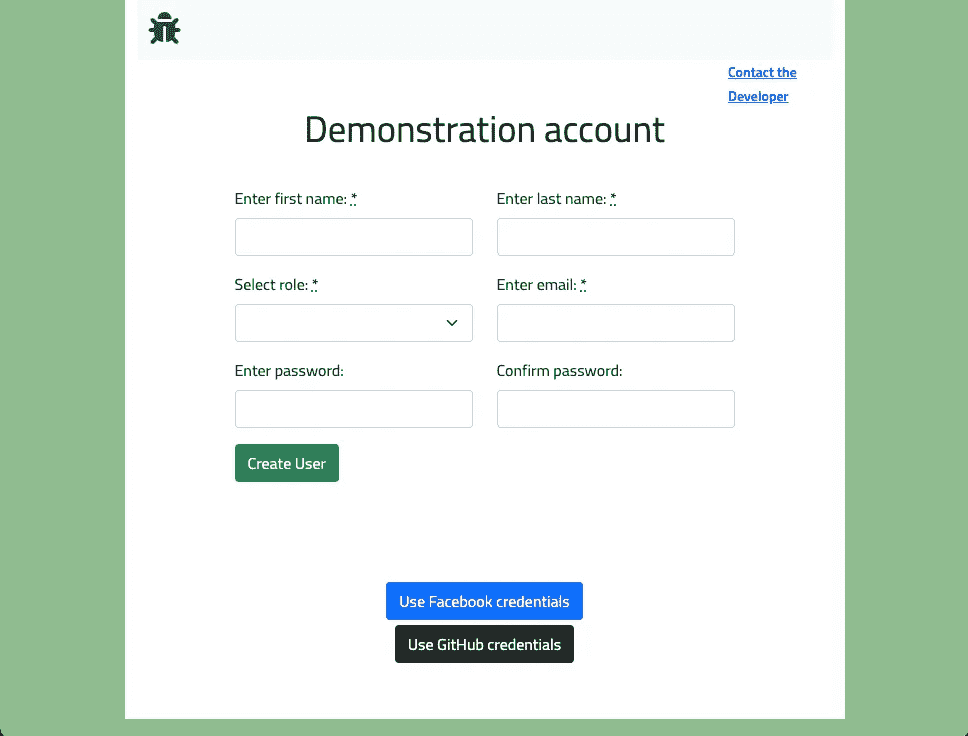 Contact the
Developer
Demonstration account
Enter first name: *
Enter last name: *
Select role: *
Enter email: *
Enter password:
Confirm password:
Create User
Use Facebook credentials
Use GitHub credentials